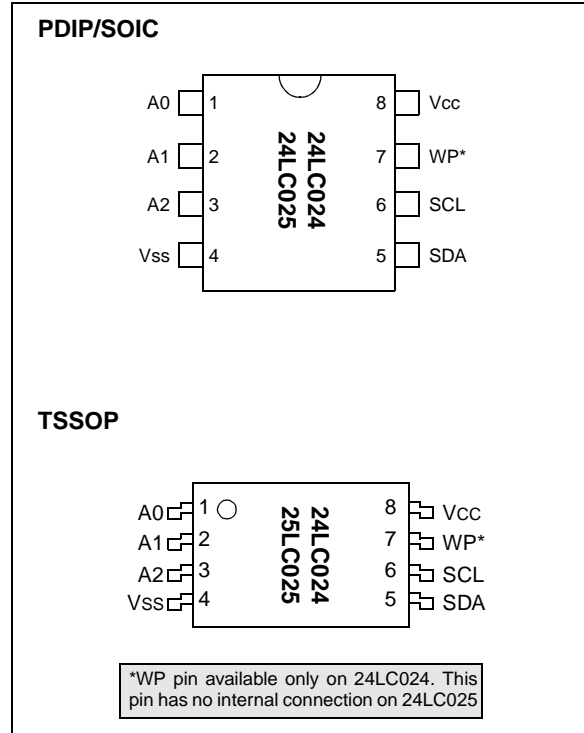 PDIP/SOIC
A0 1 8 Vcc
A1 2 7 WP*
A2 3 6 SCL
Vss 4 5 SDA
24LC024
24LC025
TSSOP
A0 1 8 VCC
A1 2 7 WP*
A2 3 6 SCL
VSS 4 5 SDA
24LC024
25LC025
*WP pin available only on 24LC024. This
pin has no internal connection on 24LC025